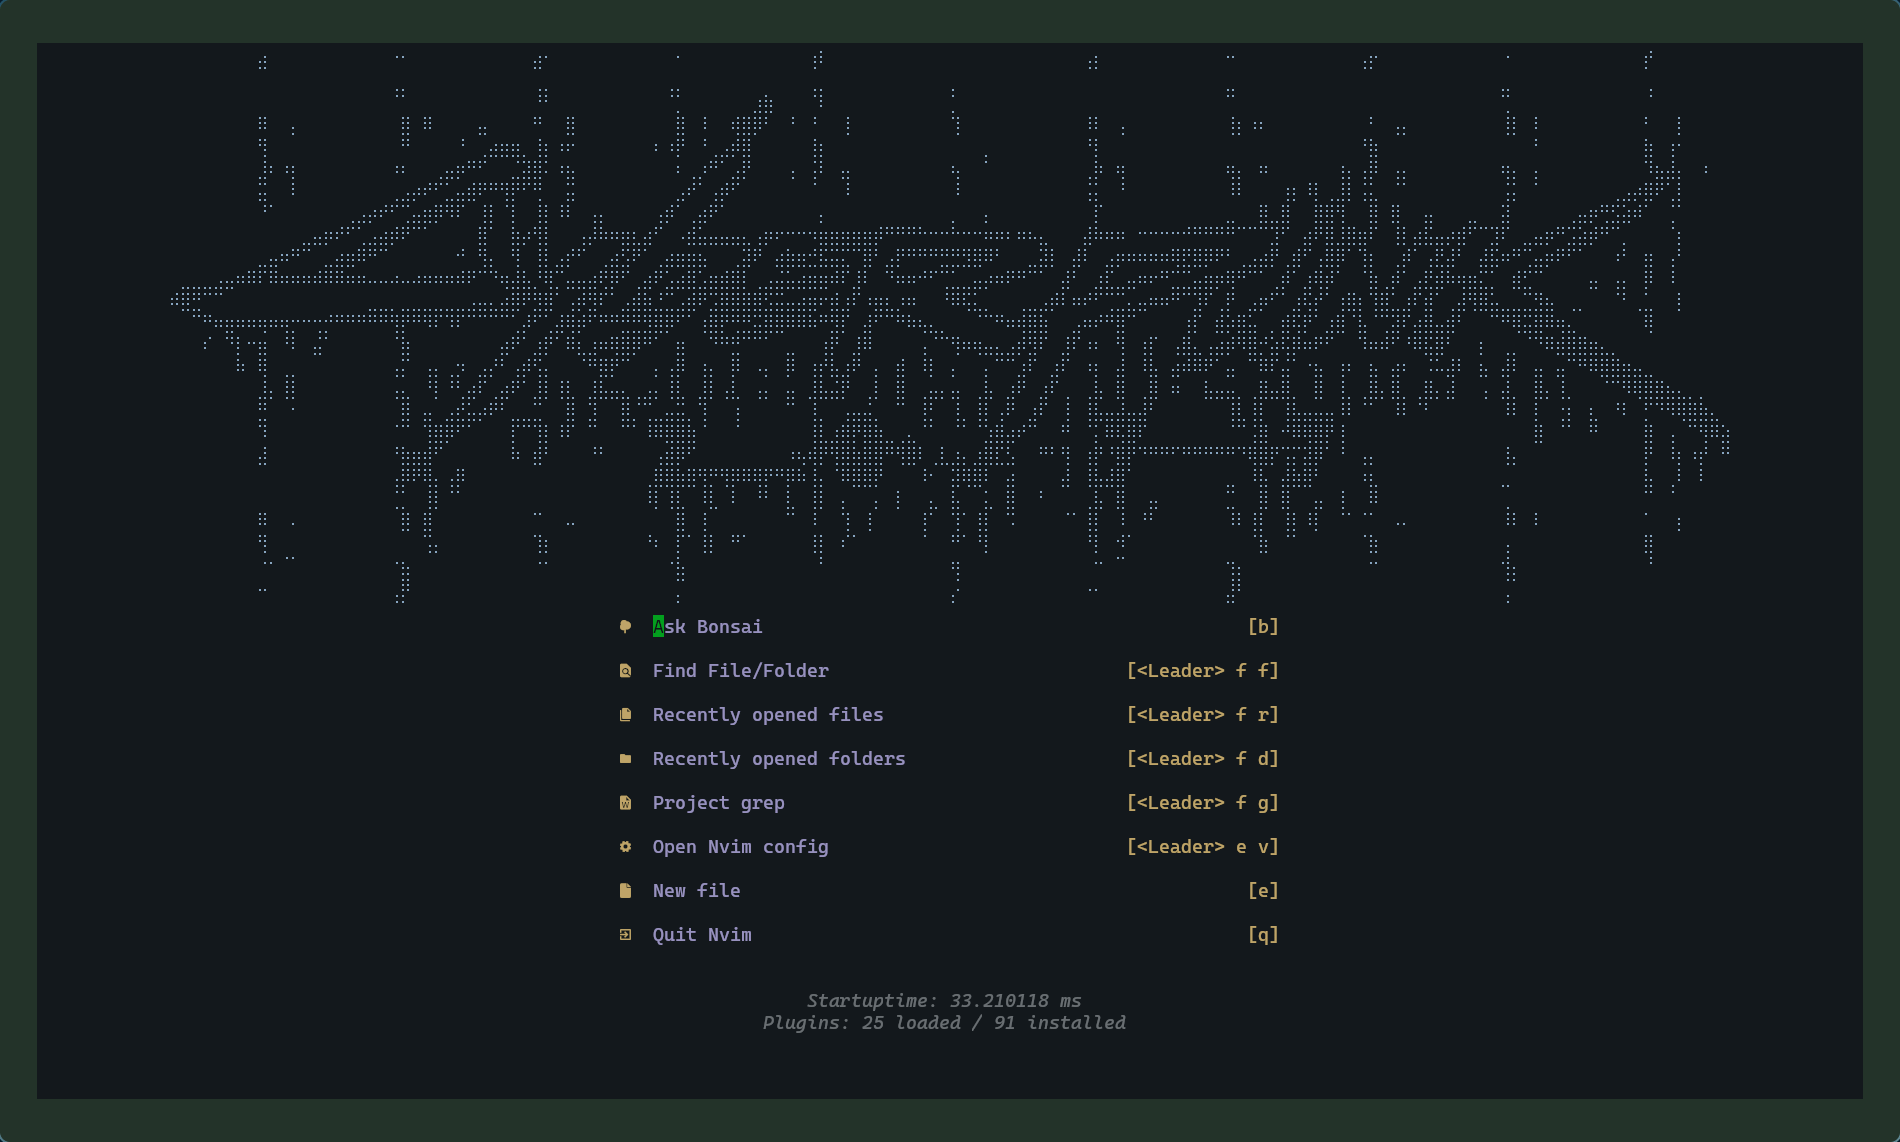 Ask Bonsai [b]
Find File/Folder [<Leader> f f]
Recently opened files [<Leader> f r]
Recently opened folders [<Leader> f d]
Project grep [<Leader> f g]
Open Nvim config [<Leader> e v]
New file [e]
Quit Nvim [q]
Startuptime: 33.210118 ms
Plugins: 25 loaded / 91 installed